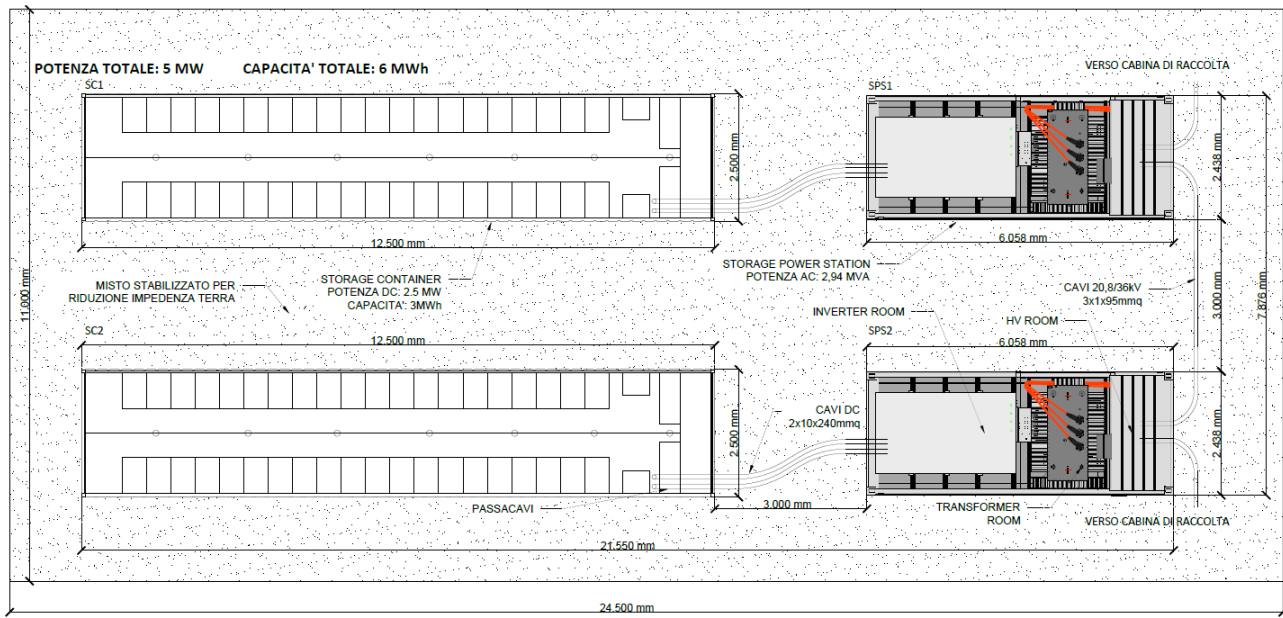 POTENZA TOTALE: 5 MW CAPACITA' TOTALE: 6 MWh
VERSO CABINA DI RACCOLTA
SC1
SPS1
2.500 mm
2.438 mm
12.500 mm
6.058 mm
STORAGE CONTAINER
POTENZA DC: 2.5 MW
CAPACITA': 3MWh
STORAGE POWER STATION
POTENZA AC: 2,94 MVA
MISTO STABILIZZATO PER
RIDUZIONE IMPEDENZA TERRA
CAVI 20,8/36kV
3x1x95mmq
11.900 mm
3.000 mm
7.876 mm
INVERTER ROOM
HV ROOM
SC2
SPS2
12.500 mm
6.058 mm
CAVI DC
2x10x240mmq
2.500 mm
2.438 mm
PASSACAVI
3.000 mm
TRANSFORMER
ROOM
VERSO CABINA DI RACCOLTA
21.550 mm
24.500 mm